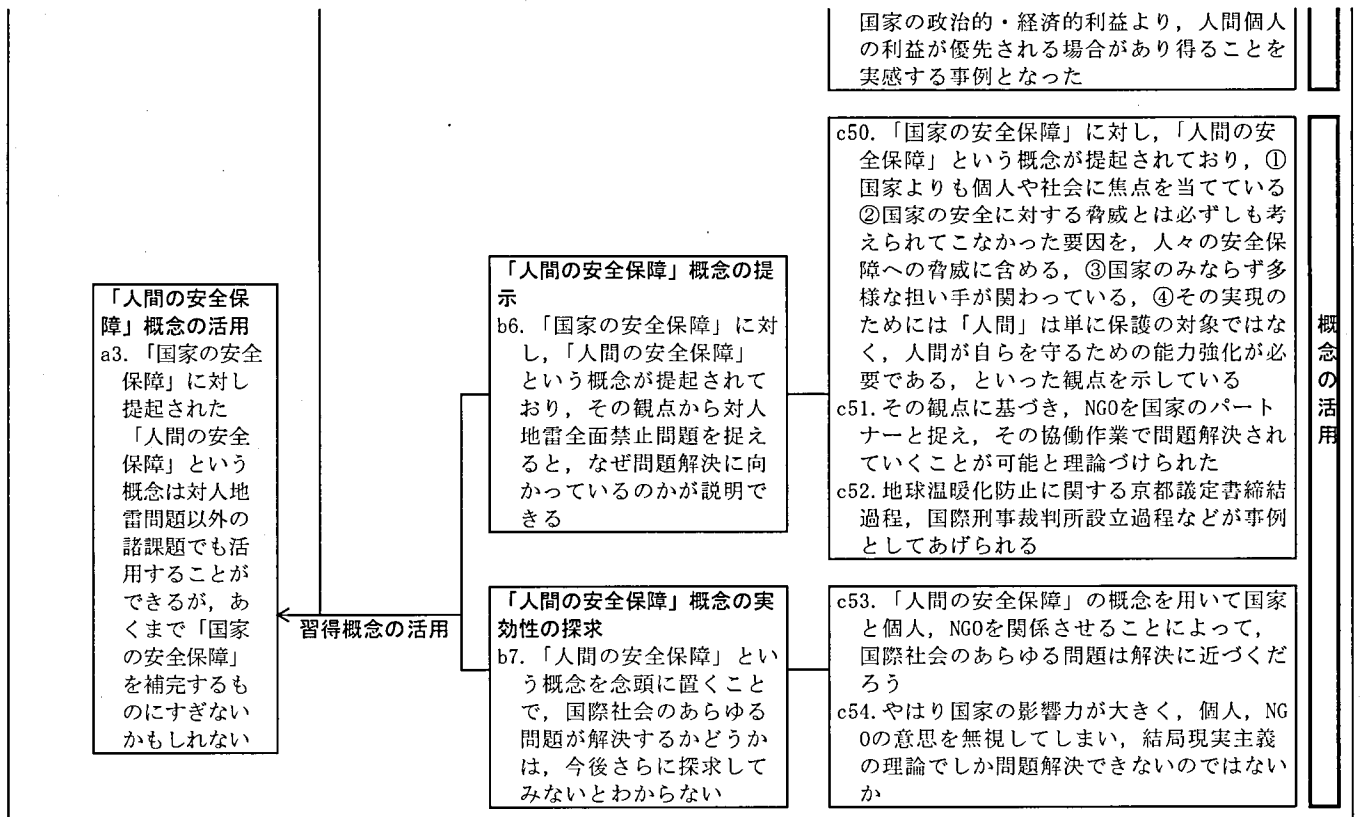 国家の政治的・経済的利益より，人間個人
の利益が優先される場合があり得ることを
実感する事例となった
c50.「国家の安全保障」に対し，「人間の安
全保障」という概念が提起されており，①
国家よりも個人や社会に焦点を当てている
②国家の安全に対する脅威とは必ずしも考
えられてこなかった要因を，人々の安全保
障への脅威に含める，③国家のみならず多
様な担い手が関わっている，④その実現の
ためには「人間」は単に保護の対象ではな
く，人間が自らを守るための能力強化が必
要である，といった観点を示している
c51.その観点に基づき，NGOを国家のパート
ナーと捉え，その協働作業で問題解決され
ていくことが可能と理論づけられた
c52.地球温暖化防止に関する京都議定書締結
過程，国際刑事裁判所設立過程などが事例
としてあげられる
「人間の安全保障」概念の提
示
b6.「国家の安全保障」に対
し，「人間の安全保障」
という概念が提起されて
おり，その観点から対人
地雷全面禁止問題を捉え
ると，なぜ問題解決に向
かっているのかが説明で
きる
「人間の安全保
障」概念の活用
a3.「国家の安全
保障」に対し
提起された
「人間の安全
保障」という
概念は対人地
雷問題以外の
諸課題でも活
用することが
できるが，あ
くまで「国家
の安全保障」
を補完するも
のにすぎない
かもしれない
習得概念の活用
「人間の安全保障」概念の実
効性の探求
b7.「人間の安全保障」とい
う概念を念頭に置くこと
で，国際社会のあらゆる
問題が解決するかどうか
は，今後さらに探求して
みないとわからない
c53.「人間の安全保障」の概念を用いて国家
と個人，NGOを関係させることによって，
国際社会のあらゆる問題は解決に近づくだ
ろう
c54.やはり国家の影響力が大きく，個人，NG
Oの意思を無視してしまい，結局現実主義
の理論でしか問題解決できないのではない
か
概念の活用